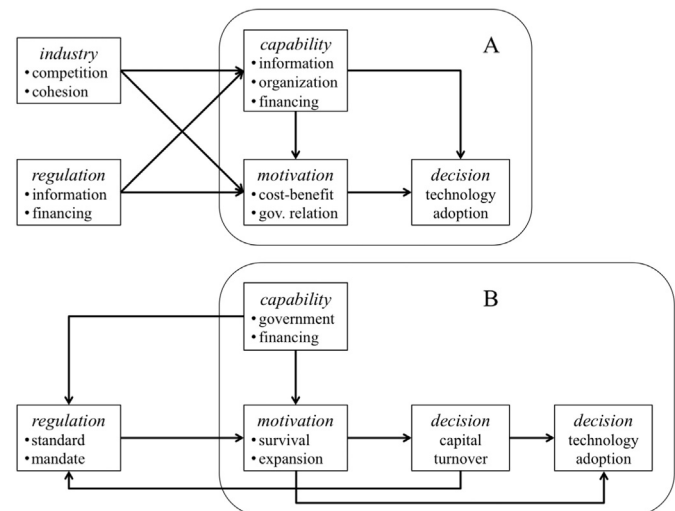 A
industry
• competition
• cohesion
capability
• information
• organization
• financing
regulation
• information
• financing
motivation
• cost-benefit
• gov. relation
decision
technology
adoption
B
capability
• government
• financing
regulation
• standard
• mandate
motivation
• survival
• expansion
decision
capital
turnover
decision
technology
adoption